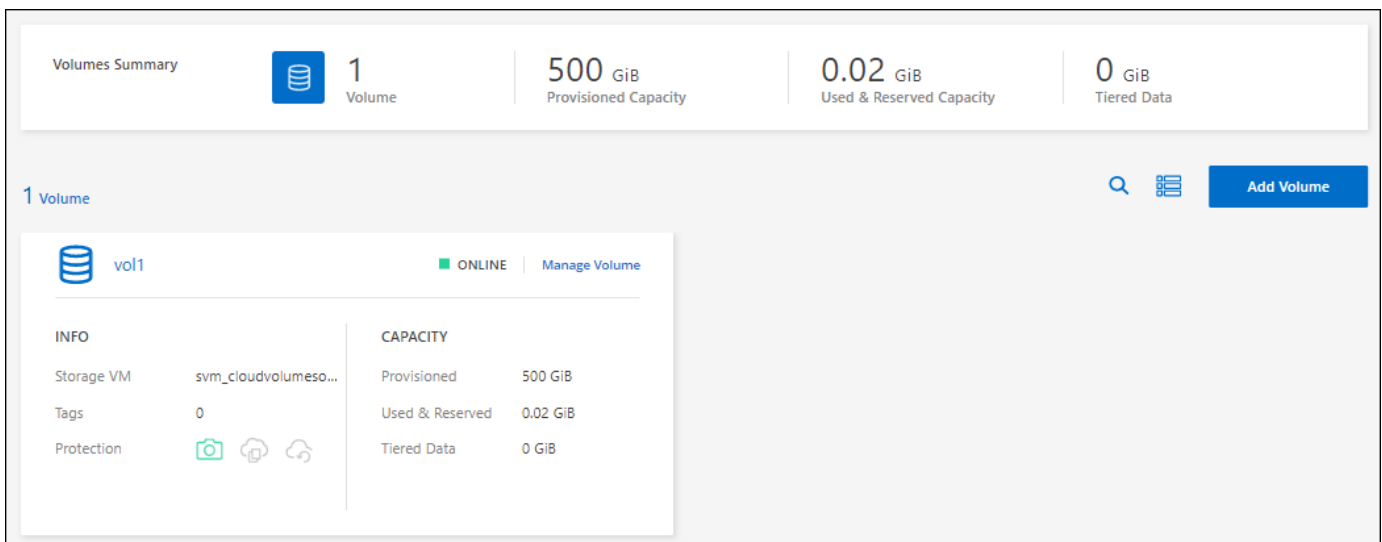 Volumes Summary
1
Volume
500 GiB
Provisioned Capacity
0.02 GiB
Used & Reserved Capacity
0 GiB
Tiered Data
1 Volume
Add Volume
vol1
ONLINE
Manage Volume
INFO
Storage VM svm_cloudvolumeso...
Tags 0
Protection
CAPACITY
Provisioned 500 GiB
Used & Reserved 0.02 GiB
Tiered Data 0 GiB